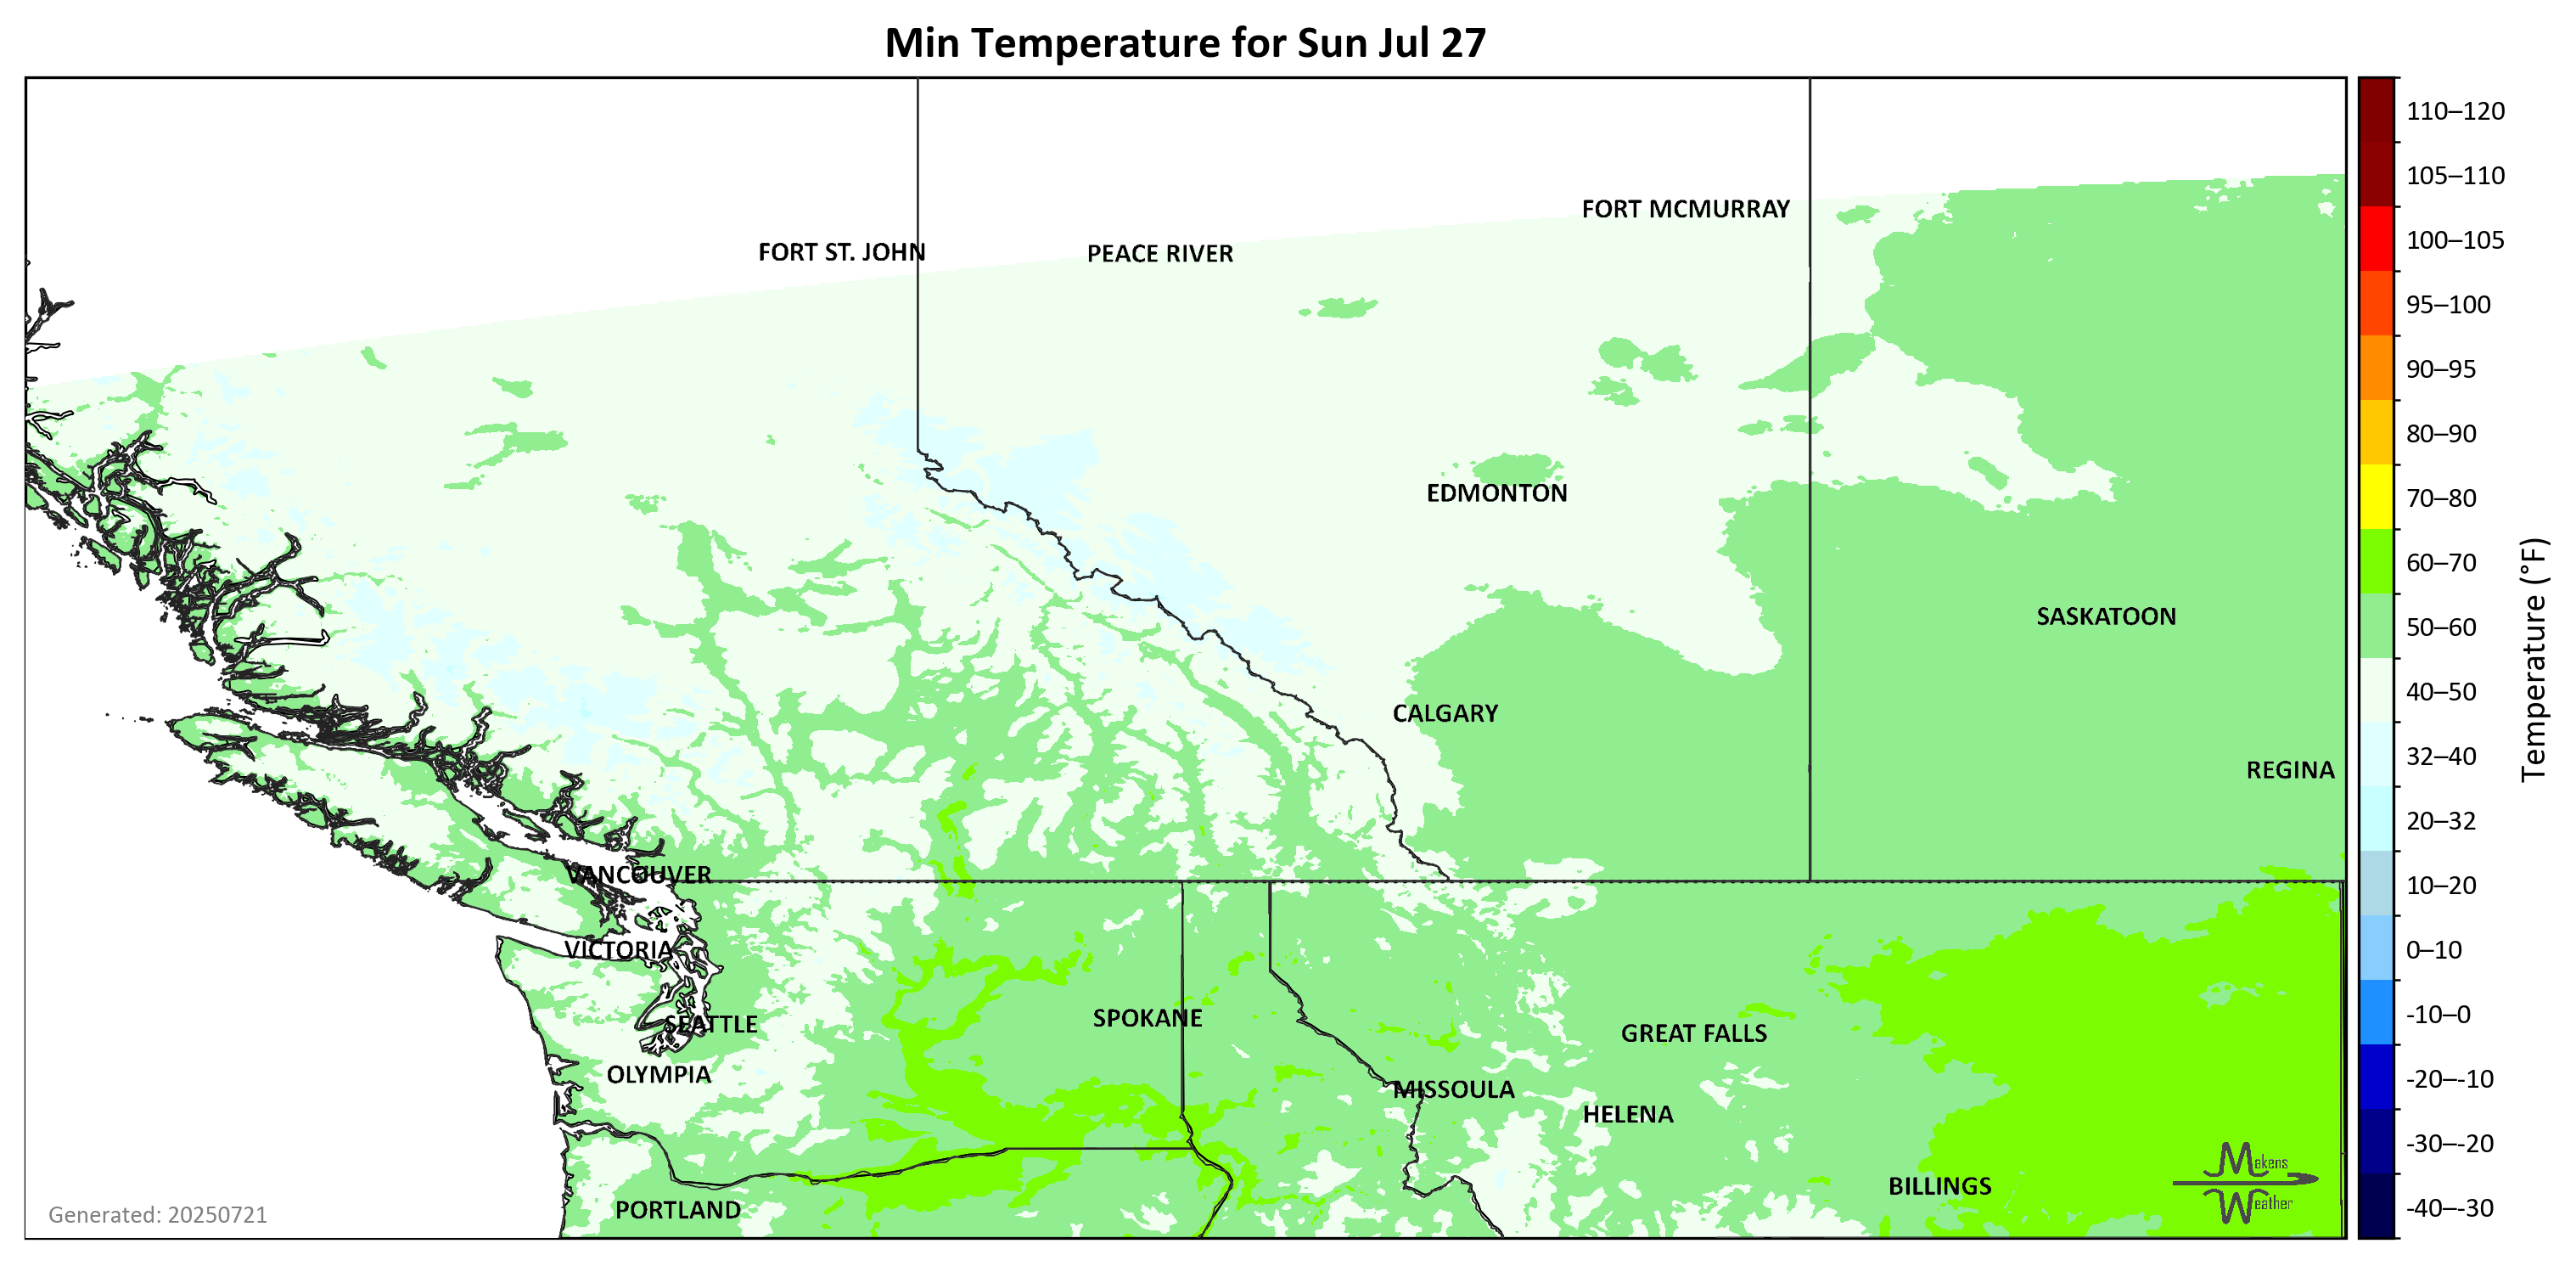 Min Temperature for Sun Jul 27
FORT MCMURRAY
FORT ST. JOHN
PEACE RIVER
EDMONTON
SASKATOON
CALGARY
REGINA
VANCOUVER
VICTORIA
SPOKANE
SEATTLE
GREAT FALLS
OLYMPIA
MISSOULA
HELENA
BILLINGS
PORTLAND
Makens
Weather
Generated: 20250721
110–120
105–110
100–105
95–100
90–95
80–90
70–80
60–70
50–60
40–50
32–40
20–32
10–20
0–10
-10–0
-20–-10
-30–-20
-40–-30
Temperature (°F)